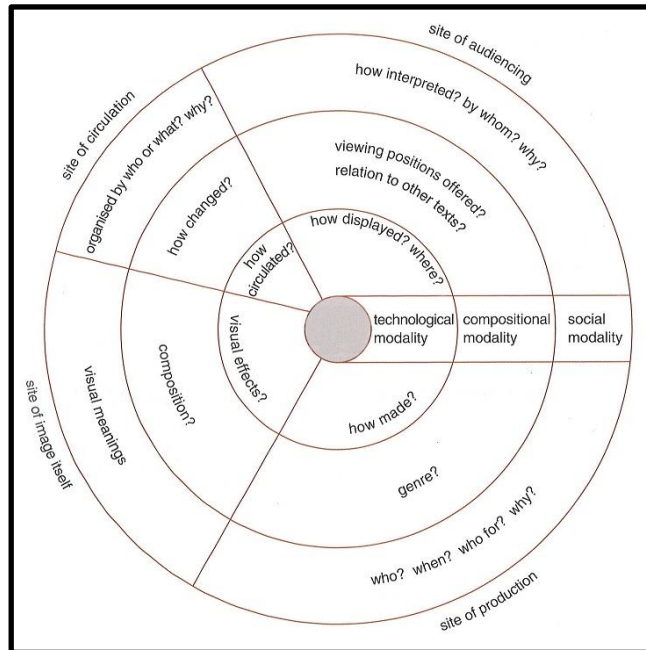 site of audiencing
how interpreted? by whom? why?
viewing positions offered?
relation to other texts?
how displayed? where?
site of circulation
organised by who or what? why?
how changed?
how
circulated?
technological
modality
compositional
modality
social
modality
site of image itself
visual meanings
composition?
visual effects?
how made?
genre?
who? when? who for? why?
site of production